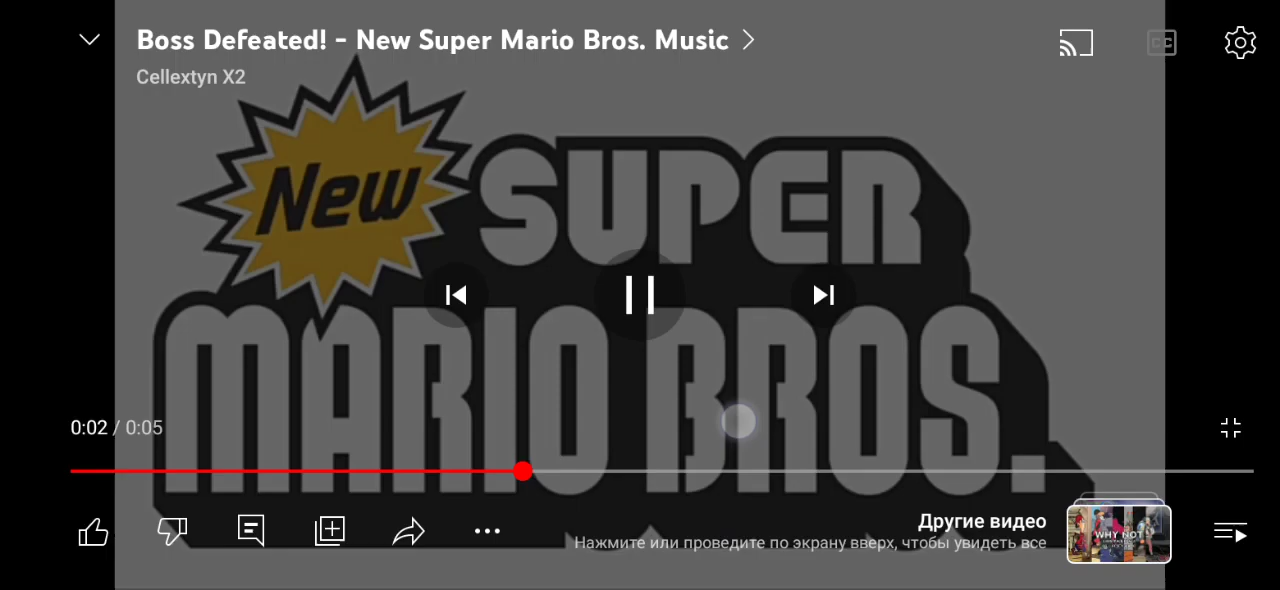 Boss Defeated! - New Super Mario Bros. Music
Cellextyn X2
CC
New
SUPER
MARIO BROS.
0:02 / 0:05
Другие видео
Нажмите или проведите по экрану вверх, чтобы увидеть все
WHY NOT